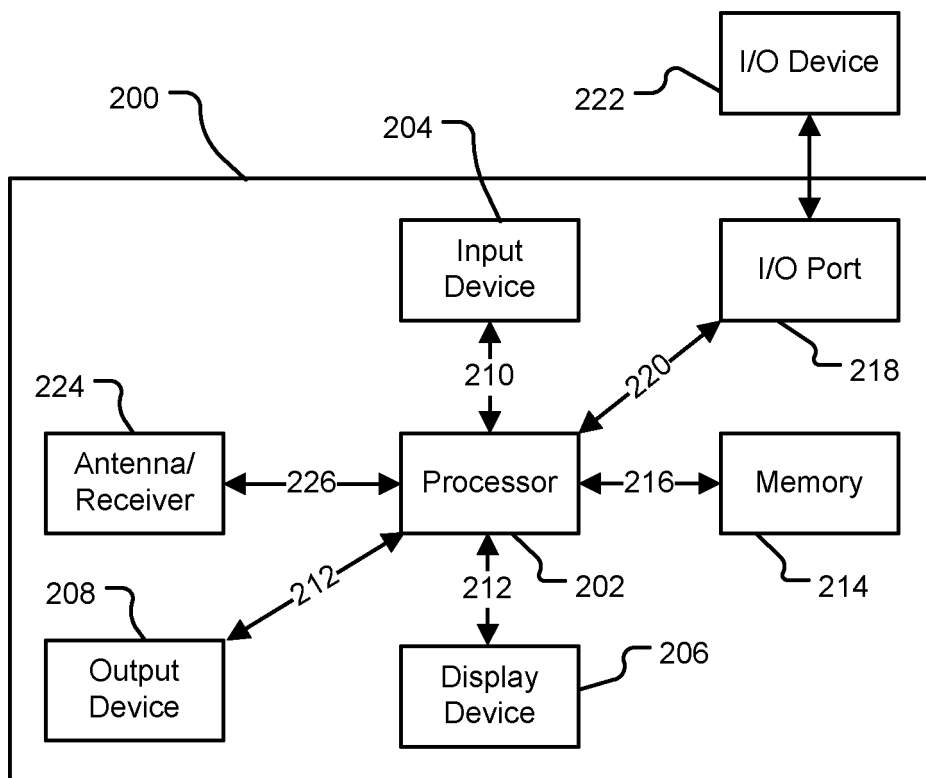 I/O Device
222
200
204
Input
Device
I/O Port
210
220
218
224
Antenna/
Receiver
226
Processor
216
Memory
208
212
212
202
214
Output
Device
Display
Device
206